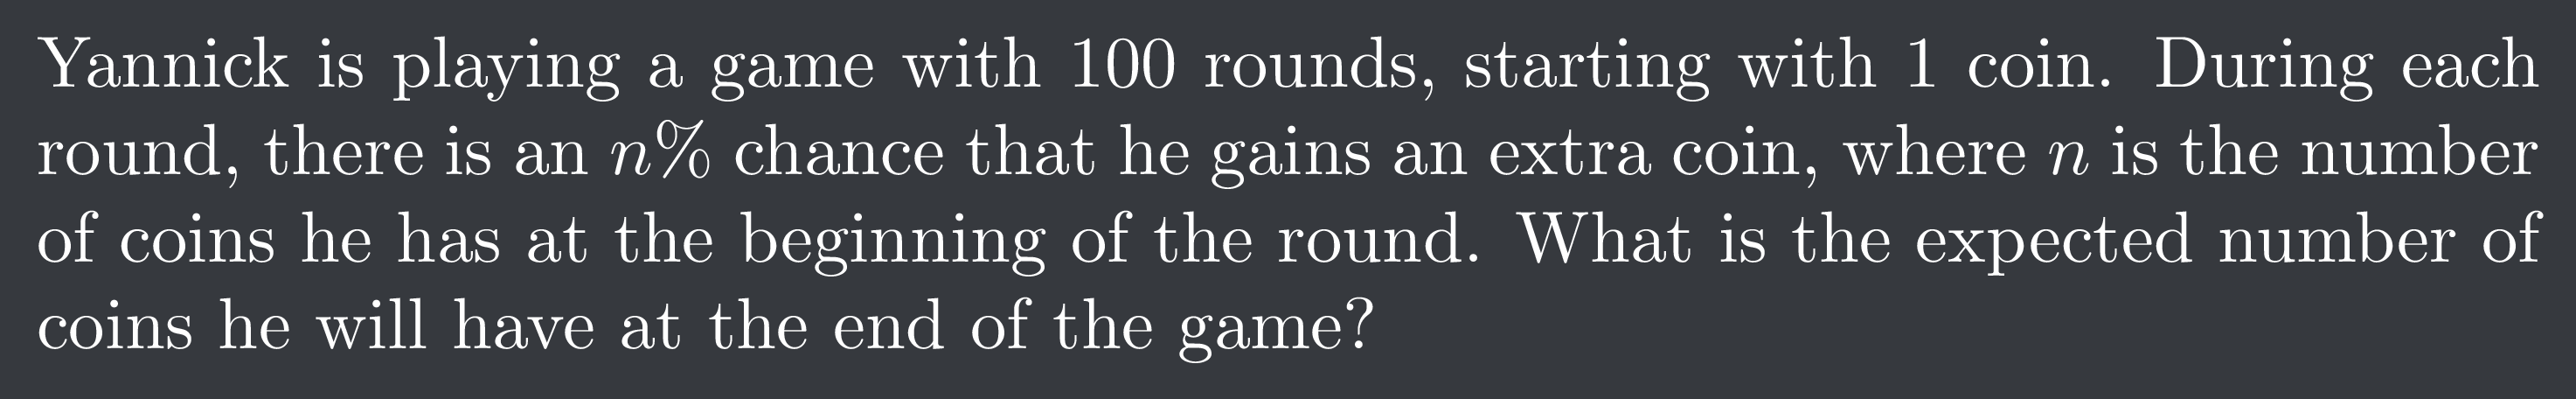 Yannick is playing a game with 100 rounds, starting with 1 coin. During each
round, there is an n% chance that he gains an extra coin, where n is the number
of coins he has at the beginning of the round. What is the expected number of
coins he will have at the end of the game?